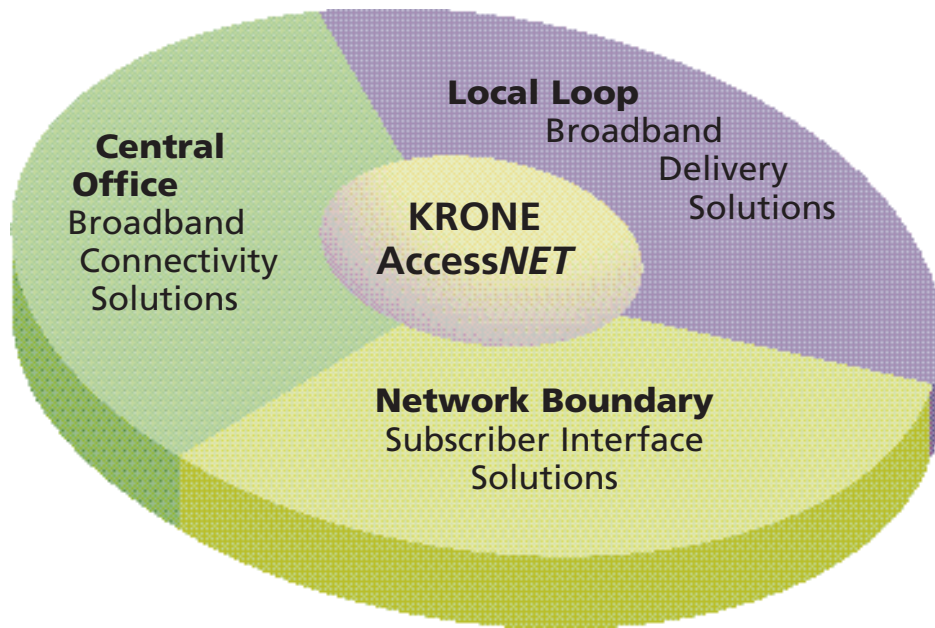 Local Loop
Broadband
Delivery
Solutions
Central
Office
Broadband
Connectivity
Solutions
KRONE
AccessNET
Network Boundary
Subscriber Interface
Solutions